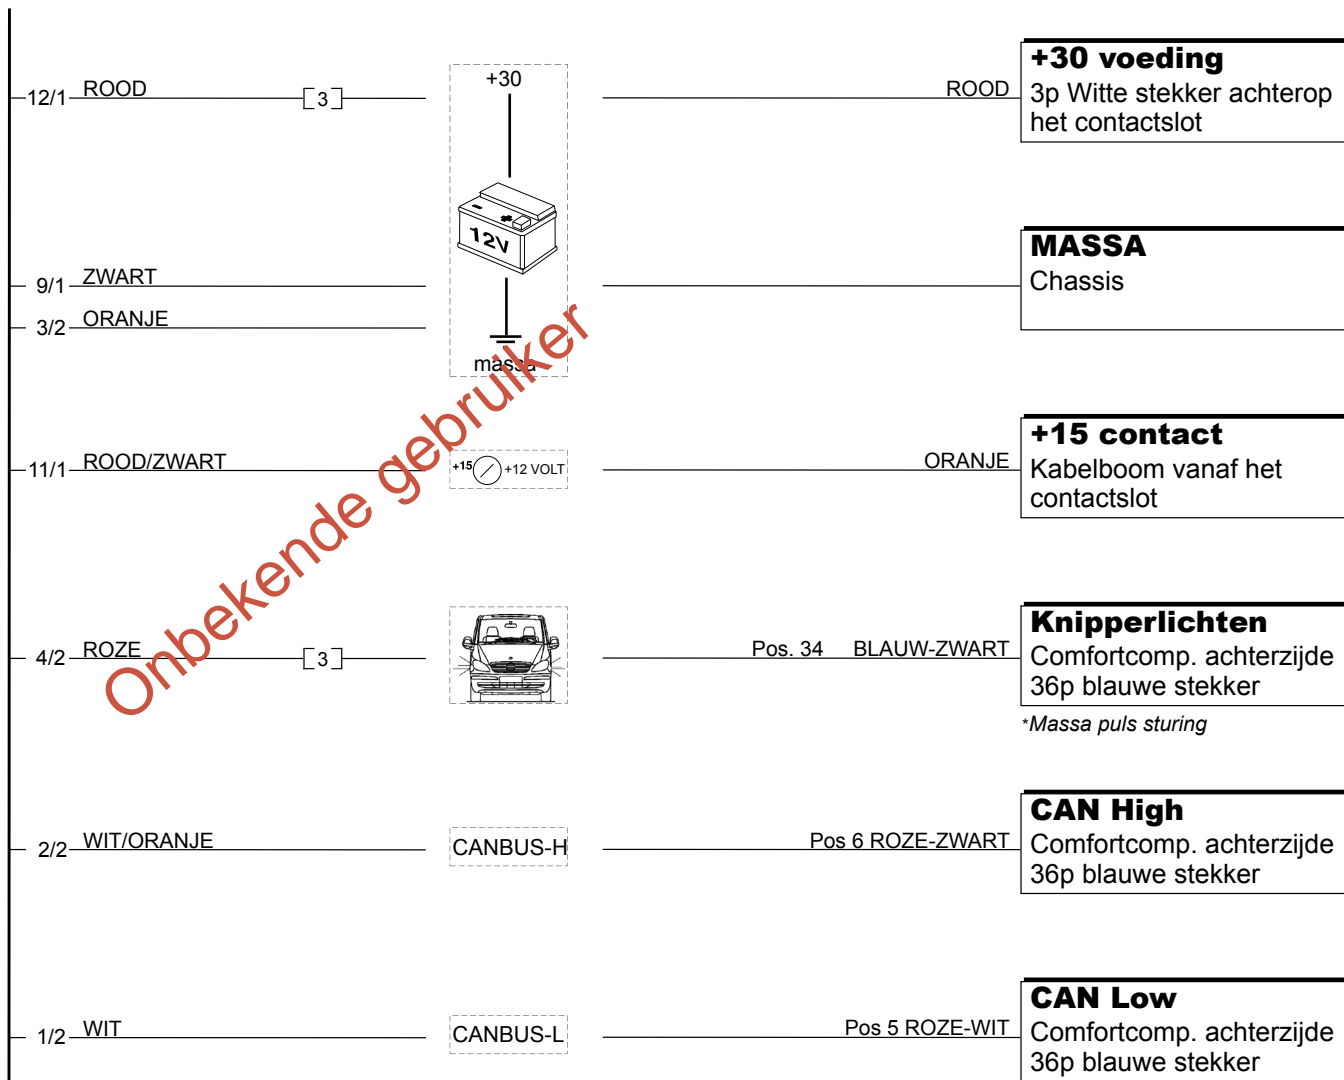 12/1 ROOD [3] +30 ROOD
+30 voeding
3p Witte stekker achterop
het contactslot
12V
9/1 ZWART
MASSA
Chassis
3/2 ORANJE
massa
11/1 ROOD/ZWART +15 +12 VOLT ORANJE
+15 contact
Kabelboom vanaf het
contactslot
Onbekende gebruiker
4/2 ROZE [3] Pos. 34 BLAUW-ZWART
Knipperlichten
Comfortcomp. achterzijde
36p blauwe stekker
*Massa puls sturing
2/2 WIT/ORANJE CANBUS-H Pos 6 ROZE-ZWART
CAN High
Comfortcomp. achterzijde
36p blauwe stekker
1/2 WIT CANBUS-L Pos 5 ROZE-WIT
CAN Low
Comfortcomp. achterzijde
36p blauwe stekker